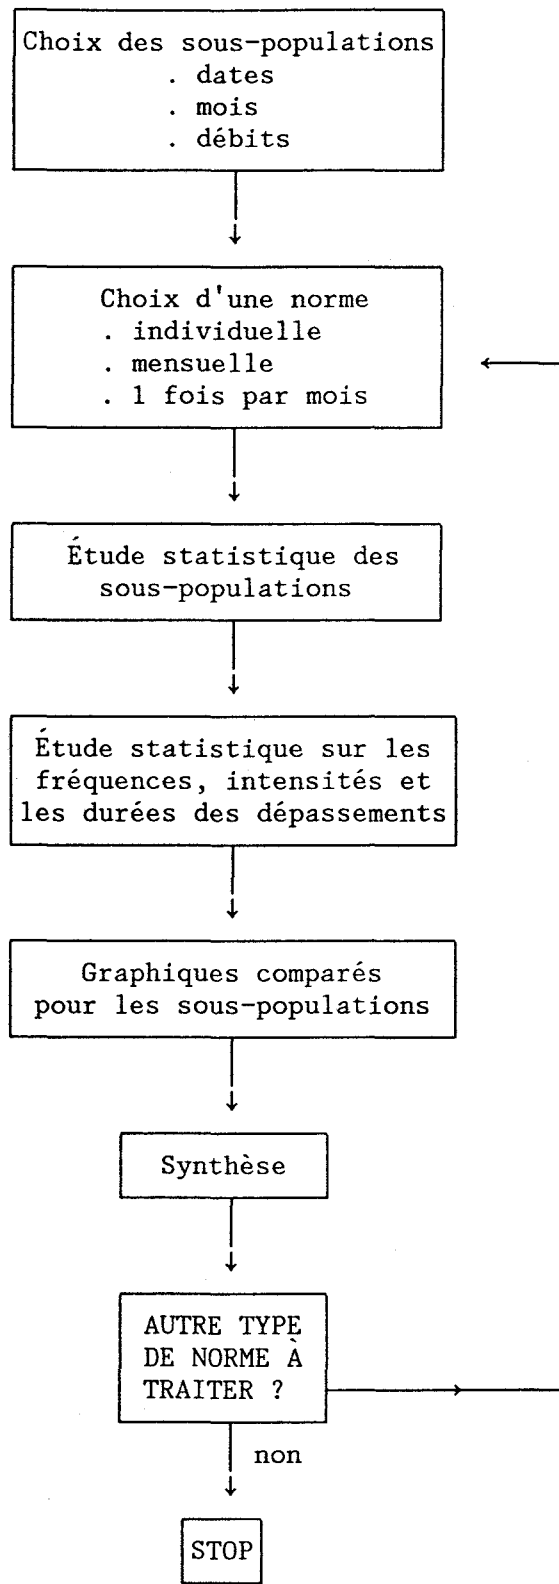 Choix des sous-populations
. dates
. mois
. débits
Choix d'une norme
. individuelle
. mensuelle
. 1 fois par mois
Étude statistique des
sous-populations
Étude statistique sur les
fréquences, intensités et
les durées des dépassements
Graphiques comparés
pour les sous-populations
Synthèse
AUTRE TYPE
DE NORME À
TRAITER ?
non
STOP